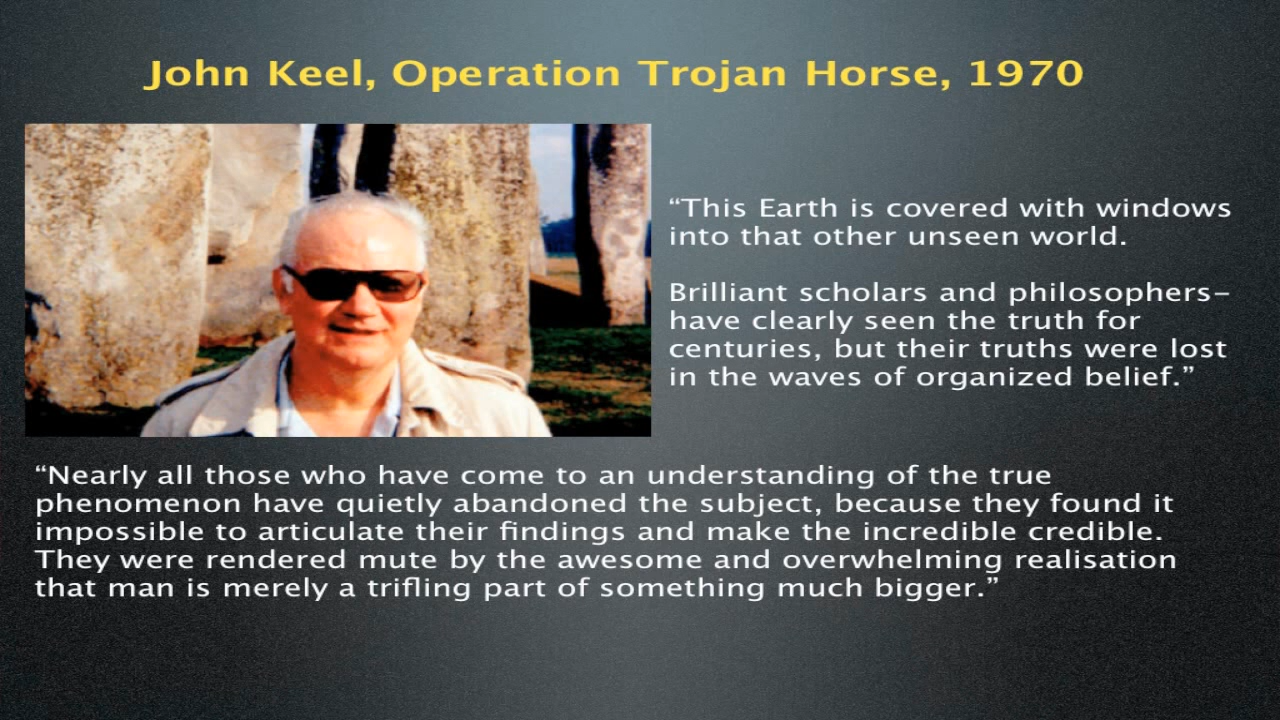 John Keel, Operation Trojan Horse, 1970
“This Earth is covered with windows
into that other unseen world.
Brilliant scholars and philosophers–
have clearly seen the truth for
centuries, but their truths were lost
in the waves of organized belief.”
“Nearly all those who have come to an understanding of the true
phenomenon have quietly abandoned the subject, because they found it
impossible to articulate their findings and make the incredible credible.
They were rendered mute by the awesome and overwhelming realisation
that man is merely a trifling part of something much bigger.”